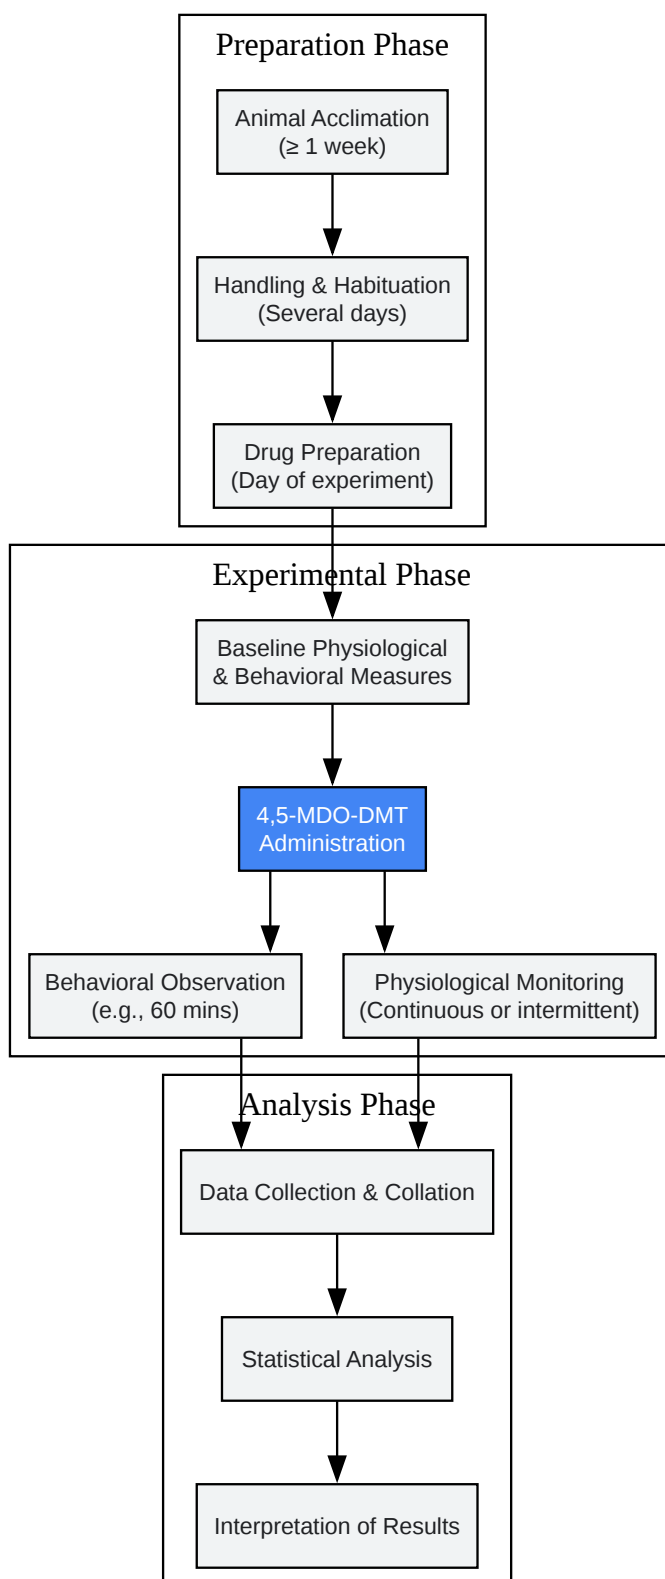 Preparation Phase
Animal Acclimation
(≥ 1 week)
Handling & Habituation
(Several days)
Drug Preparation
(Day of experiment)
Experimental Phase
Baseline Physiological
& Behavioral Measures
4,5-MDO-DMT
Administration
Behavioral Observation
(e.g., 60 mins)
Physiological Monitoring
(Continuous or intermittent)
Analysis Phase
Data Collection & Collation
Statistical Analysis
Interpretation of Results